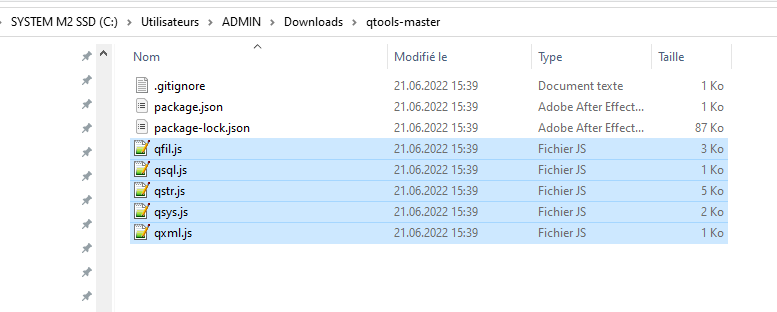 SYSTEM M2 SSD (C:) > Utilisateurs > ADMIN > Downloads > qtools-master
Nom Modifié le Type Taille
.gitignore 21.06.2022 15:39 Document texte 1 Ko
package.json 21.06.2022 15:39 Adobe After Effect... 1 Ko
package-lock.json 21.06.2022 15:39 Adobe After Effect... 87 Ko
qfil.js 21.06.2022 15:39 Fichier JS 3 Ko
qsql.js 21.06.2022 15:39 Fichier JS 1 Ko
qstr.js 21.06.2022 15:39 Fichier JS 5 Ko
qsys.js 21.06.2022 15:39 Fichier JS 2 Ko
qxml.js 21.06.2022 15:39 Fichier JS 1 Ko